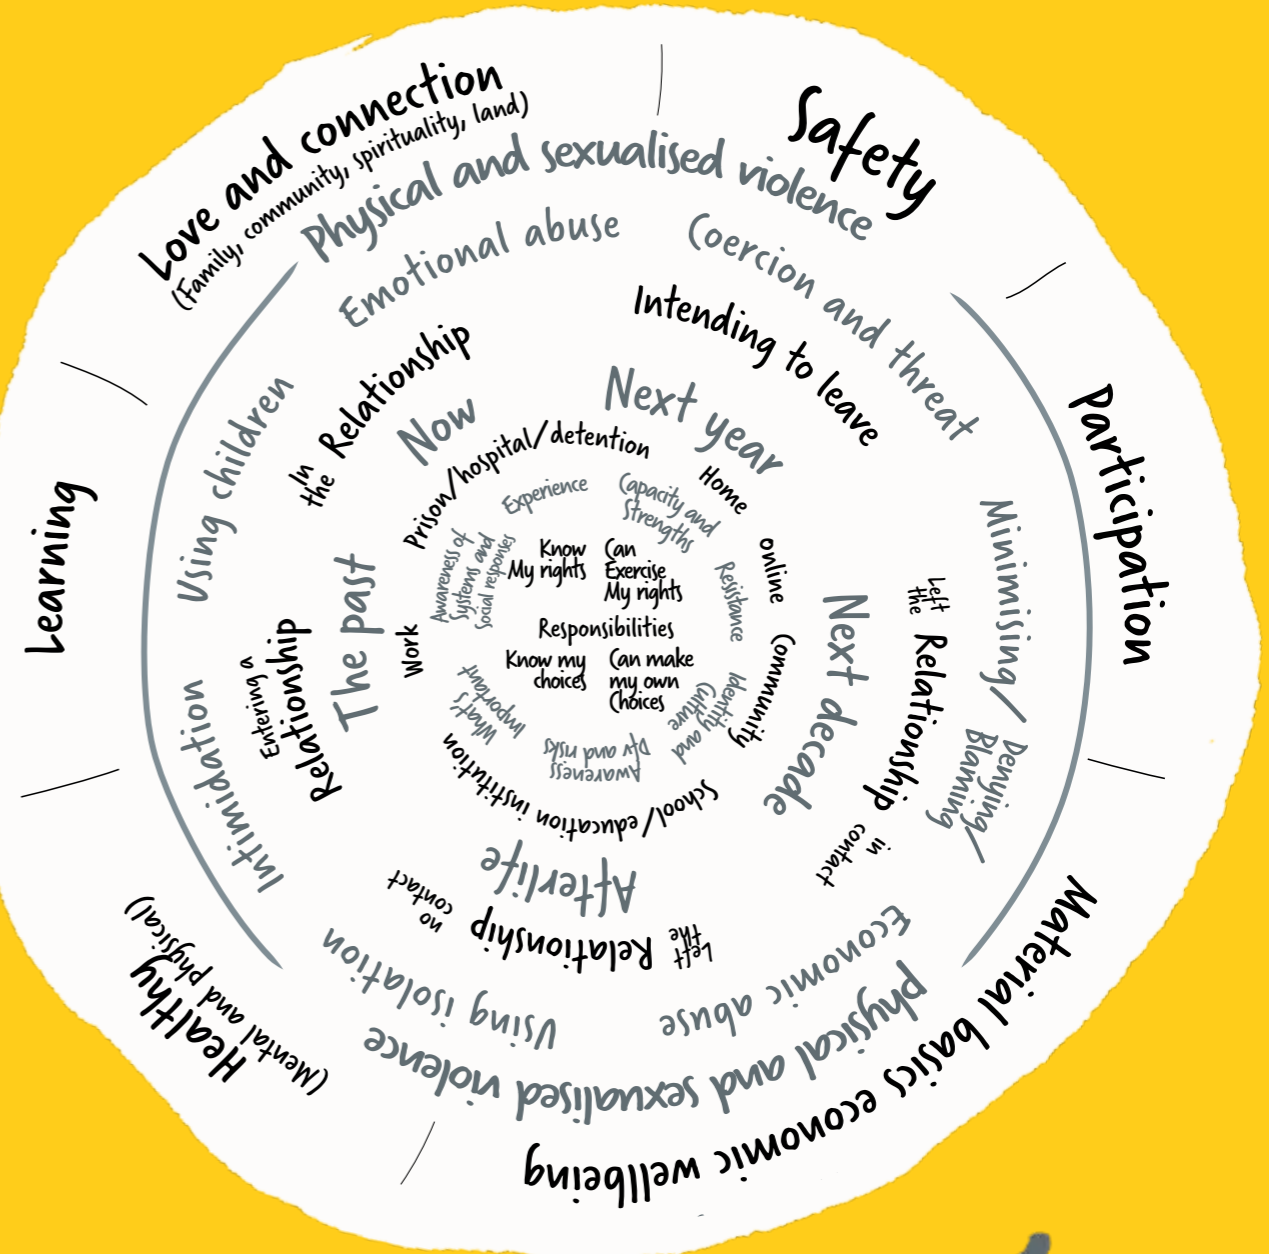 Love and connection
(Family, community, spirituality, land)
Safety
Participation
Material basics economic wellbeing
Healthy
(Mental and physical)
Learning
Physical and sexualised violence
physical and sexualised violence
Emotional abuse
Coercion and threat
Minimising/
Denying/
Blaming
Economic abuse
Using isolation
Intimidation
Using children
In
the Relationship
Intending to leave
Left
the Relationship in
contact
Left
the Relationship no
contact
Entering a
Relationship
Now
Next year
Next decade
Afterlife
The past
Prison/hospital/detention
Home
online
Community
School/education institution
Work
Experience
Capacity and
Strengths
Resistance
Identity and
Culture
Awareness
Dfv and risks
What's
Important
Awareness of
Systems and
Social responses
Know
My rights
Can
Exercise
My rights
Responsibilities
Know my
choices
Can make
my own
Choices